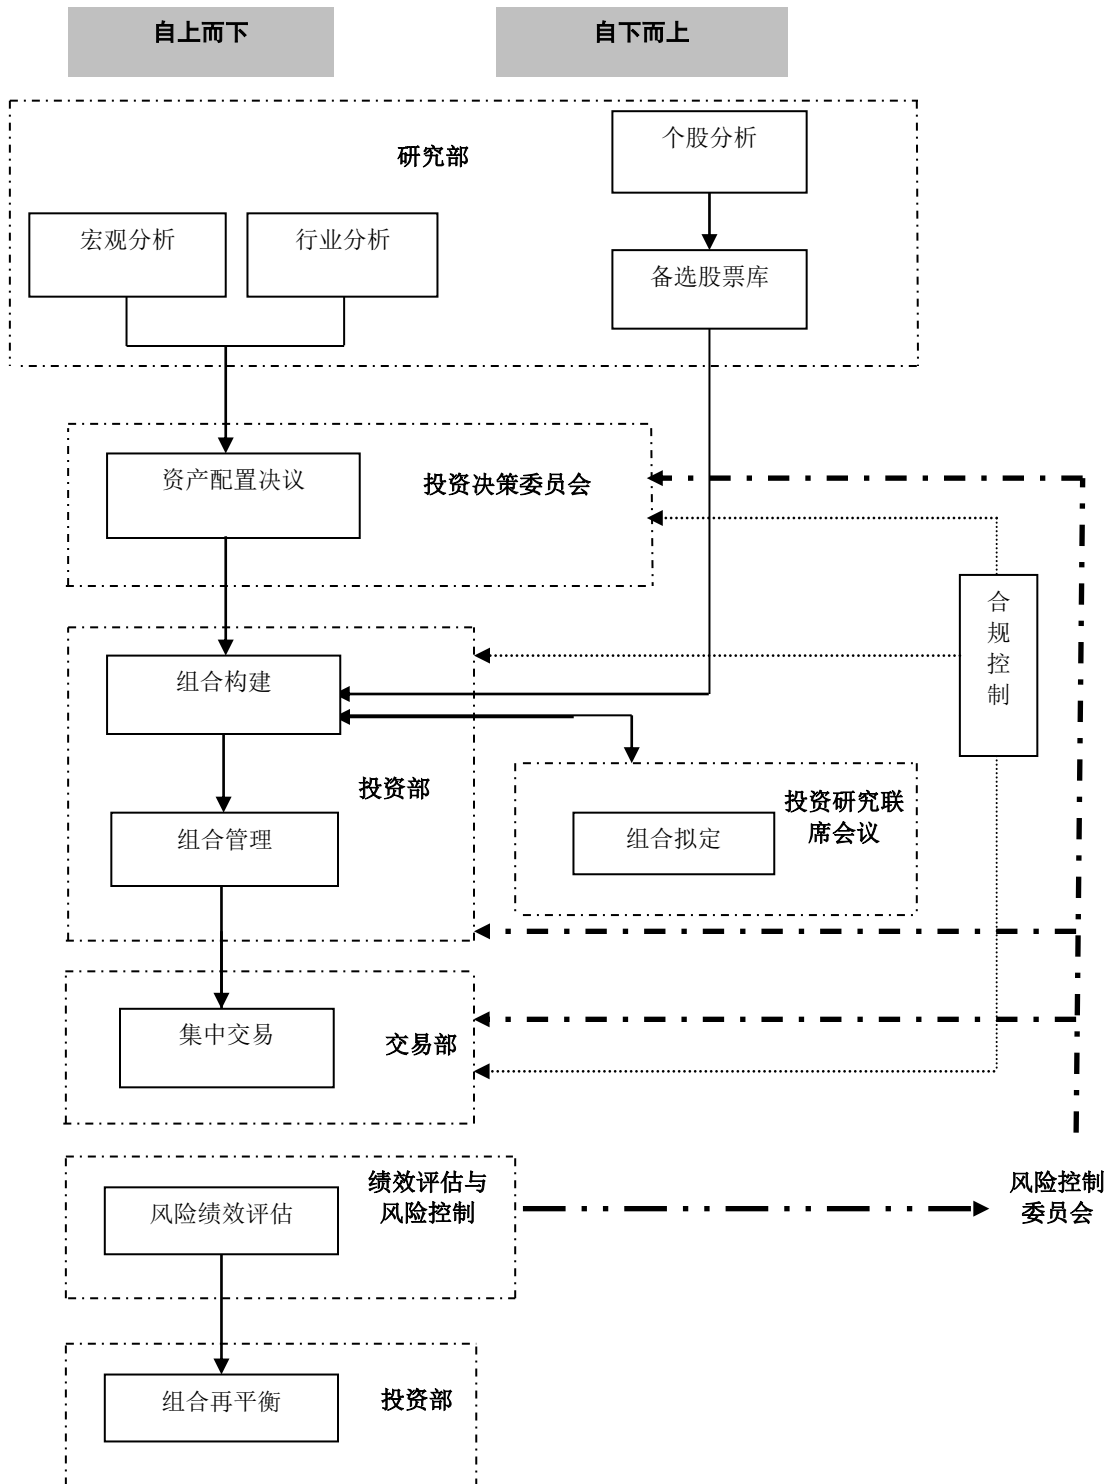 自上而下
自下而上
个股分析
研究部
宏观分析
行业分析
备选股票库
资产配置决议
投资决策委员会
合
规
控
制
组合构建
投资部
投资研究联
席会议
组合管理
组合拟定
集中交易
交易部
绩效评估与
风险控制
风险控制
委员会
风险绩效评估
组合再平衡
投资部